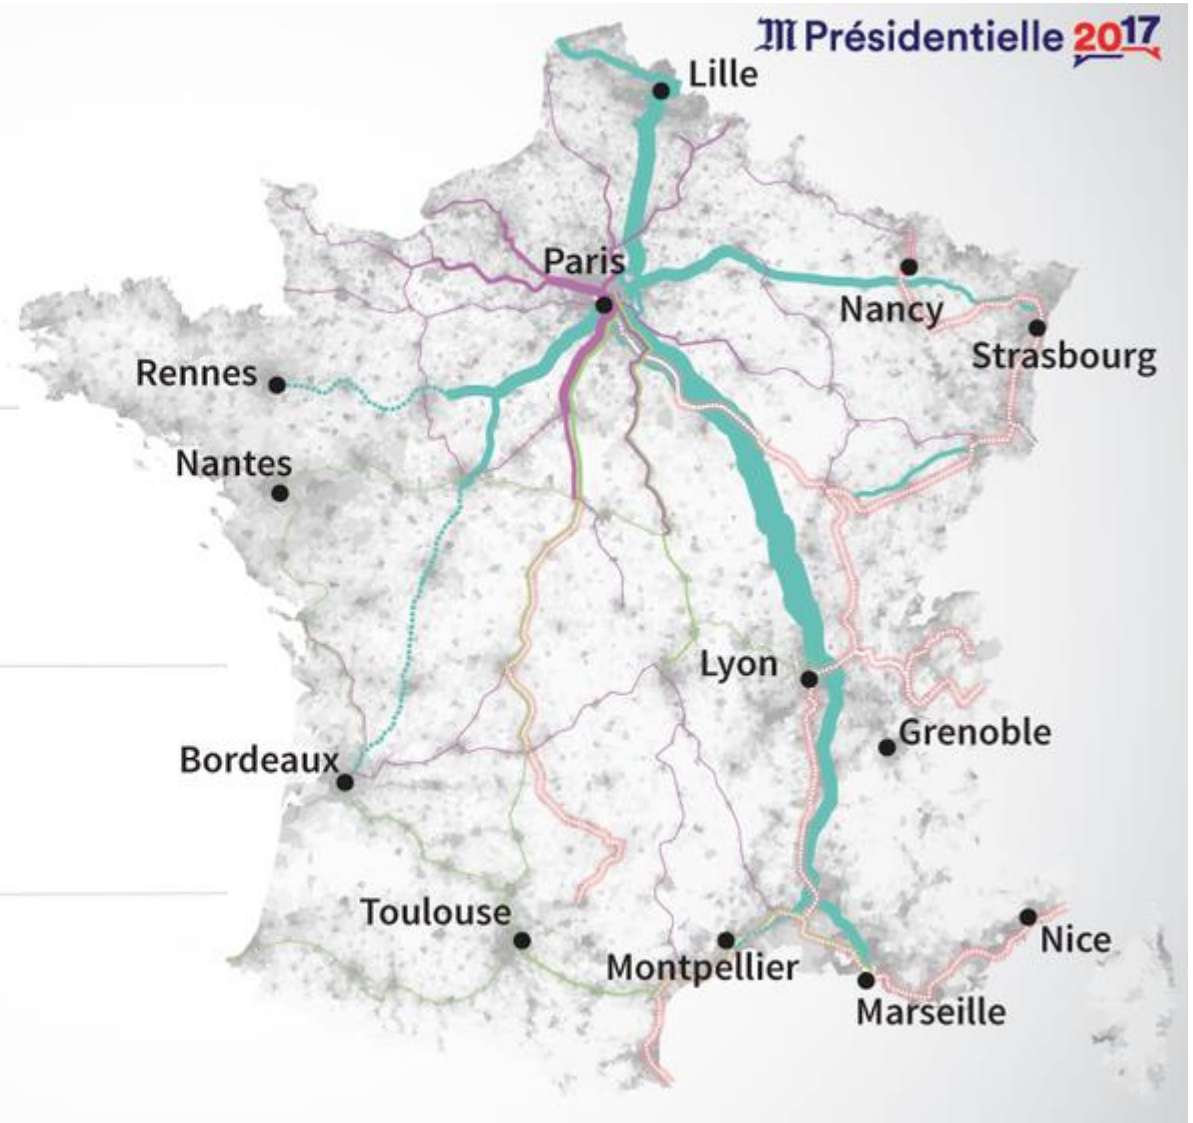 M Présidentielle 2017
Lille
Paris
Nancy
Strasbourg
Rennes
Nantes
Lyon
Grenoble
Bordeaux
Toulouse
Montpellier
Nice
Marseille